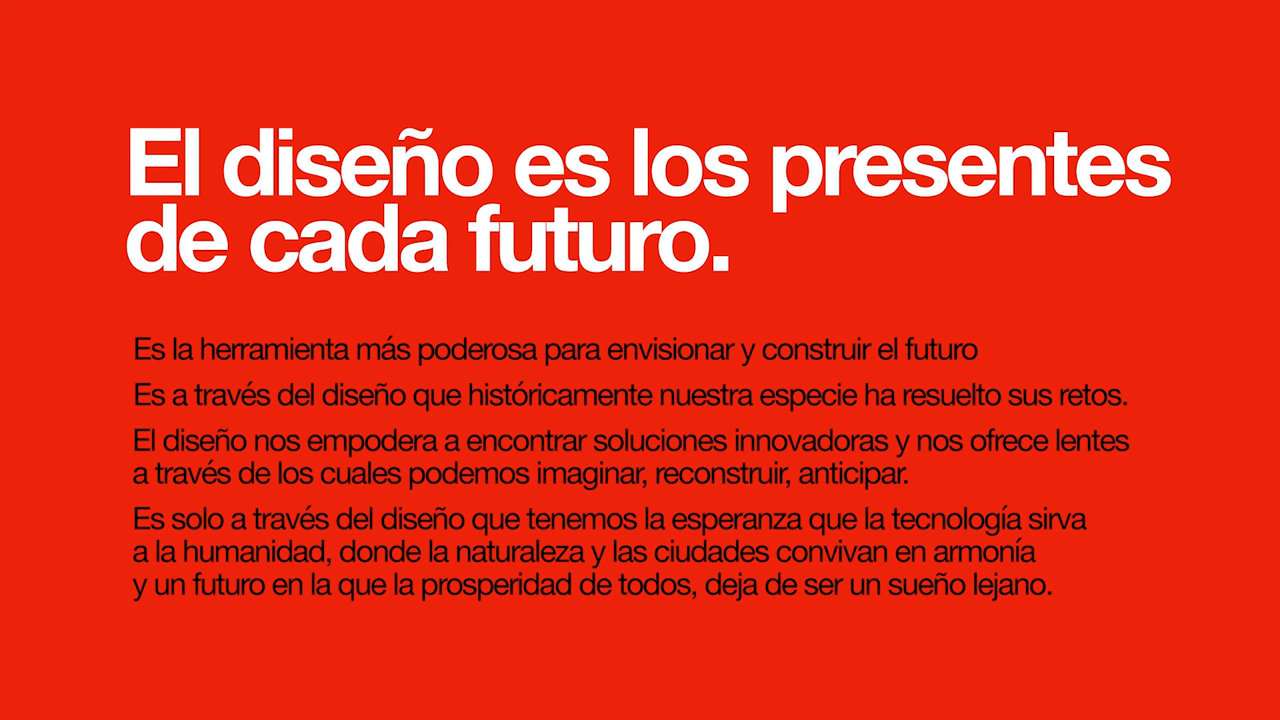 El diseño es los presentes
de cada futuro.
Es la herramienta más poderosa para envisionar y construir el futuro
Es a través del diseño que históricamente nuestra especie ha resuelto sus retos.
El diseño nos empodera a encontrar soluciones innovadoras y nos ofrece lentes
a través de los cuales podemos imaginar, reconstruir, anticipar.
Es solo a través del diseño que tenemos la esperanza que la tecnología sirva
a la humanidad, donde la naturaleza y las ciudades convivan en armonía
y un futuro en la que la prosperidad de todos, deja de ser un sueño lejano.